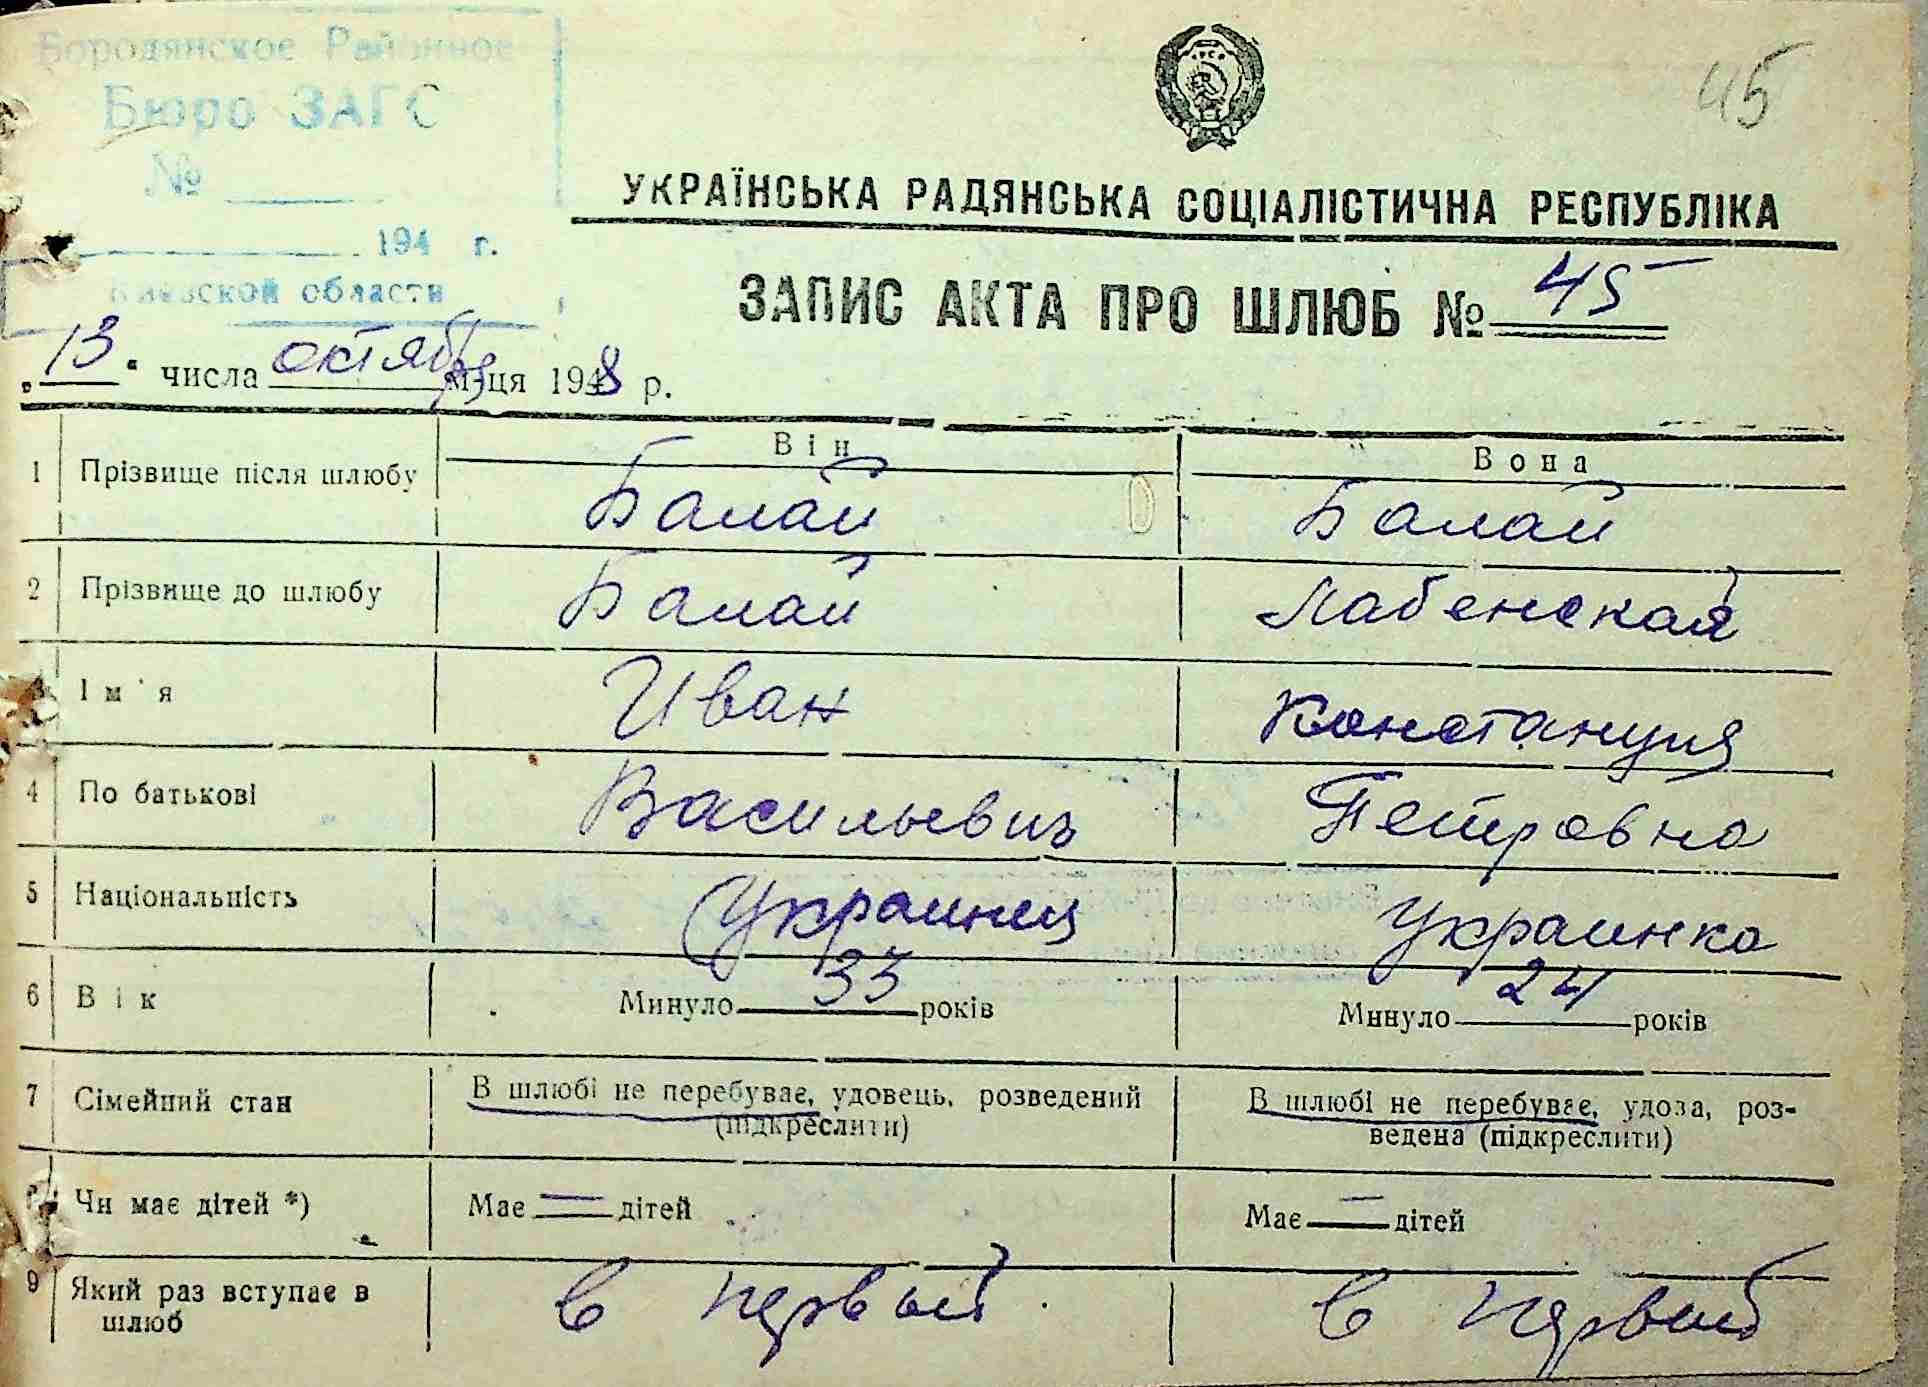 Бородянское Районное
Бюро ЗАГС
№
194 г.
Киевской области
45
УКРАЇНСЬКА РАДЯНСЬКА СОЦІАЛІСТИЧНА РЕСПУБЛІКА
ЗАПИС АКТА ПРО ШЛЮБ № 45
„13“ числа октября м-ця 1948 р.
Він Вона
1 Прізвище після шлюбу Балай Балай
2 Прізвище до шлюбу Балай Лабенская
3 Ім'я Иван Констанция
4 По батькові Васильевич Петровна
5 Національність Украинец Украинка
6 Вік Минуло 33 років Минуло 24 років
7 Сімейний стан В шлюбі не перебуває, удовець, розведений (підкреслити) В шлюбі не перебуває, удова, роз-
ведена (підкреслити)
8 Чи має дітей *) Має — дітей Має — дітей
9 Який раз вступає в шлюб в первый в первый